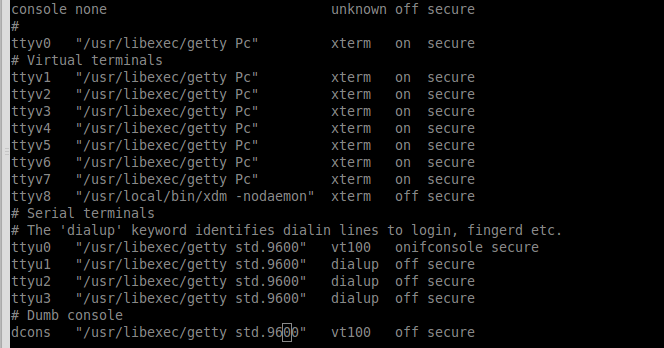 console none                            unknown off secure
#
ttyv0   "/usr/libexec/getty Pc"         xterm   on  secure
# Virtual terminals
ttyv1   "/usr/libexec/getty Pc"         xterm   on  secure
ttyv2   "/usr/libexec/getty Pc"         xterm   on  secure
ttyv3   "/usr/libexec/getty Pc"         xterm   on  secure
ttyv4   "/usr/libexec/getty Pc"         xterm   on  secure
ttyv5   "/usr/libexec/getty Pc"         xterm   on  secure
ttyv6   "/usr/libexec/getty Pc"         xterm   on  secure
ttyv7   "/usr/libexec/getty Pc"         xterm   on  secure
ttyv8   "/usr/local/bin/xdm -nodaemon"  xterm   off secure
# Serial terminals
# The 'dialup' keyword identifies dialin lines to login, fingerd etc.
ttyu0   "/usr/libexec/getty std.9600"   vt100   onifconsole secure
ttyu1   "/usr/libexec/getty std.9600"   dialup  off secure
ttyu2   "/usr/libexec/getty std.9600"   dialup  off secure
ttyu3   "/usr/libexec/getty std.9600"   dialup  off secure
# Dumb console
dcons   "/usr/libexec/getty std.9600"   vt100   off secure